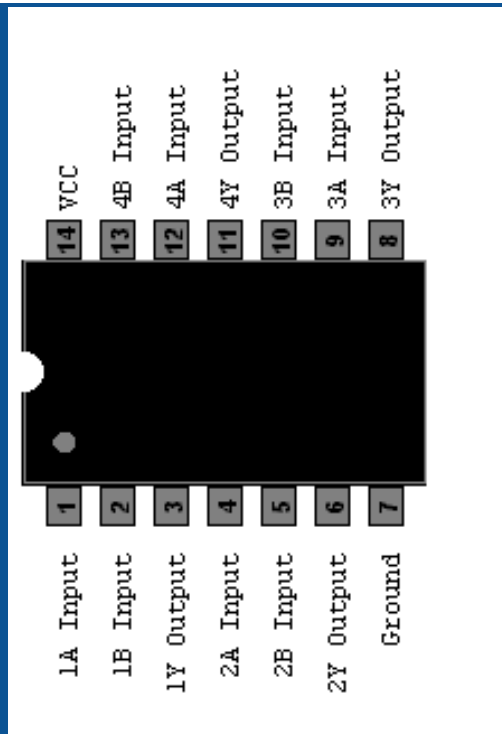 VCC
4B Input
4A Input
4Y Output
3B Input
3A Input
3Y Output
14
13
12
11
10
9
8
1
2
3
4
5
6
7
1A Input
1B Input
1Y Output
2A Input
2B Input
2Y Output
Ground